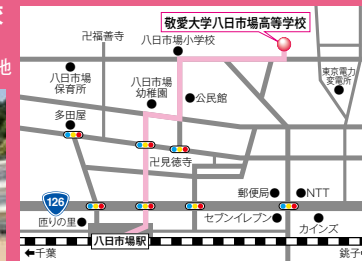 敬愛大学八日市場高等学校
卍福善寺
八日市場小学校
地
八日市場
保育所
八日市場
幼稚園
公民館
東京電力
変電所
多田屋
卍見徳寺
126
郵便局
NTT
匝りの里
セブンイレブン
カインズ
八日市場駅
←千葉
銚子